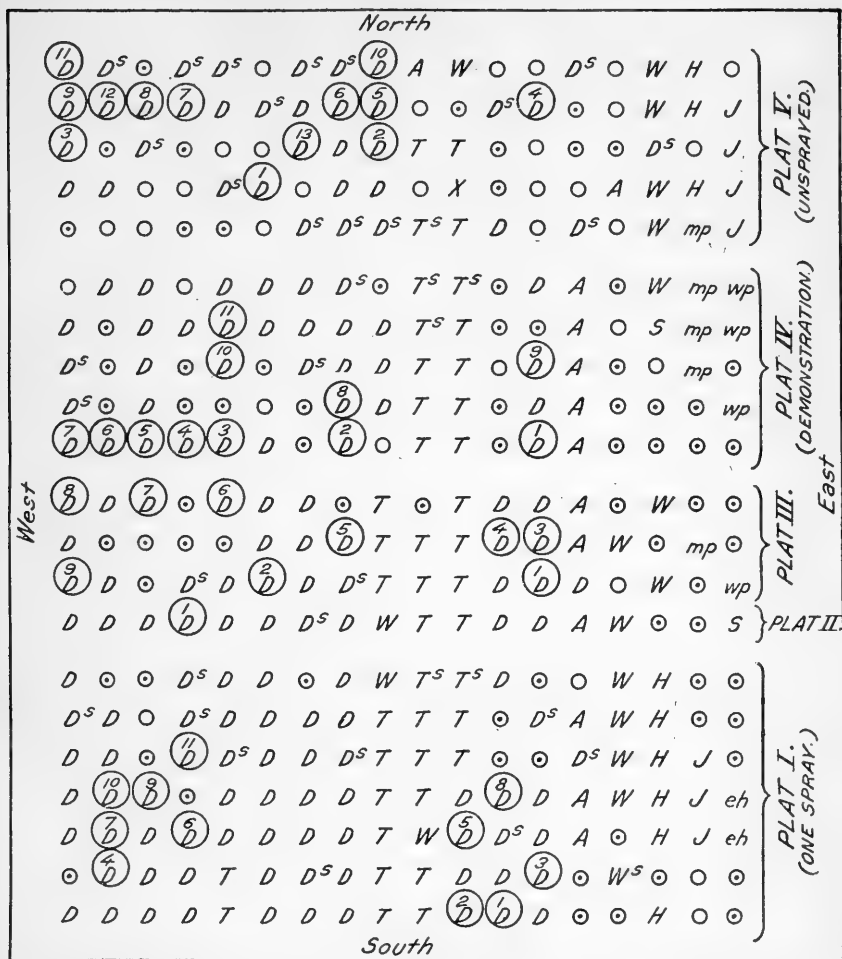 North
⑪D Dˢ ⊙ Dˢ Dˢ ○ Dˢ Dˢ ⑩D A W ○ ○ Dˢ ○ W H ○
⑨D ⑫D ⑧D ⑦D D Dˢ D ⑥D ⑤D ○ ⊙ Dˢ ④D ⊙ ○ W H J
③D ⊙ Dˢ ⊙ ○ ○ ⑬D D ②D T T ⊙ ○ ⊙ ⊙ Dˢ ○ J
D D ○ ○ Dˢ ①D ○ D D ○ X ⊙ ○ ○ A W H J
⊙ ○ ○ ⊙ ⊙ ○ Dˢ Dˢ Dˢ Tˢ T D ○ Dˢ ○ W mp J
PLAT V.
(UNSPRAYED.)
○ D D ○ D D D Dˢ ⊙ Tˢ Tˢ ⊙ D A ⊙ W mp wp
D ⊙ D D ⑪D D D D D Tˢ T ⊙ ⊙ A ○ S mp wp
Dˢ ⊙ D ⊙ ⑩D ⊙ Dˢ D D T T ○ ⑨D A ⊙ ○ mp ⊙
Dˢ ⊙ D ⊙ ⊙ ○ ⊙ ⑧D D T T ⊙ D A ⊙ ⊙ ⊙ wp
⑦D ⑥D ⑤D ④D ③D D ⊙ ②D ○ T T ⊙ ①D A ⊙ ⊙ ⊙ ⊙
PLAT IV.
(DEMONSTRATION.)
West
East
⑧D D ⑦D ⊙ ⑥D D D ⊙ T ⊙ T D D A ⊙ W ⊙ ⊙
D ⊙ ⊙ ⊙ ⊙ D D ⑤D T T T ④D ③D A W ⊙ mp ⊙
⑨D D ⊙ Dˢ D ②D D Dˢ T T T D ①D D ○ W ⊙ wp
PLAT III.
D D D ①D D D Dˢ D W T T D D A W ⊙ ⊙ S
PLAT II.
D ⊙ ⊙ Dˢ D D ⊙ D W Tˢ Tˢ D ⊙ ○ W H ⊙ ⊙
Dˢ D ○ Dˢ D D D D T T T ⊙ Dˢ A W H ⊙ ⊙
D D ⊙ ⑪D Dˢ D D Dˢ T T T ⊙ ⊙ Dˢ W H J ⊙
D ⑩D ⑨D ⊙ D D D D T T D ⑧D D A W H J eh
D ⑦D D ⑥D D D D D T W ⑤D Dˢ D A ⊙ H J eh
⊙ ④D D D T D Dˢ D T T D D ③D ⊙ Wˢ ⊙ ○ ⊙
D D D D T D D D T T ②D ①D D ⊙ ⊙ H ○ ⊙
PLAT I.
(ONE SPRAY.)
South